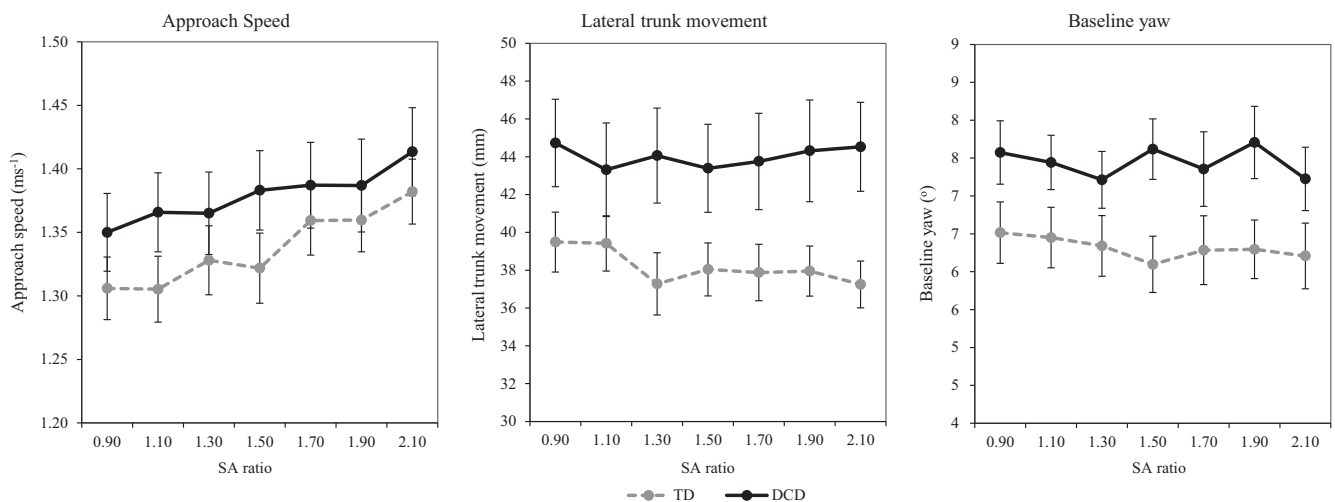 Approach Speed
Approach speed (ms⁻¹)
1.50
1.45
1.40
1.35
1.30
1.25
1.20
0.90 1.10 1.30 1.50 1.70 1.90 2.10
SA ratio
Lateral trunk movement
Lateral trunk movement (mm)
50
48
46
44
42
40
38
36
34
32
30
0.90 1.10 1.30 1.50 1.70 1.90 2.10
SA ratio
Baseline yaw
Baseline yaw (º)
9
9
8
8
7
7
6
6
5
5
4
0.90 1.10 1.30 1.50 1.70 1.90 2.10
SA ratio
TD DCD